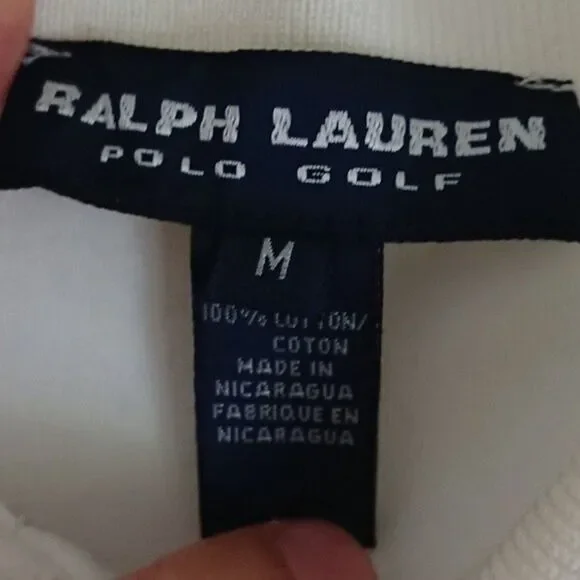 RALPH LAUREN
POLO GOLF
M
100% COTTON/
COTON
MADE IN
NICARAGUA
FABRIQUE EN
NICARAGUA